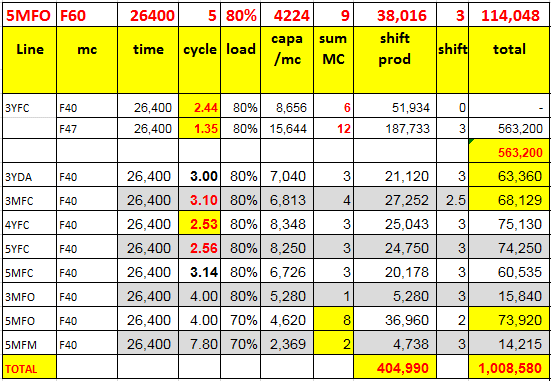 5MFO F60 26400 5 80% 4224 9 38,016 3 114,048
Line mc time cycle load capa /mc sum MC shift prod shift total
3YFC F40 26,400 2.44 80% 8,656 6 51,934 0 -
F47 26,400 1.35 80% 15,644 12 187,733 3 563,200
563,200
3YDA F40 26,400 3.00 80% 7,040 3 21,120 3 63,360
3MFC F40 26,400 3.10 80% 6,813 4 27,252 2.5 68,129
4YFC F40 26,400 2.53 80% 8,348 3 25,043 3 75,130
5YFC F40 26,400 2.56 80% 8,250 3 24,750 3 74,250
5MFC F40 26,400 3.14 80% 6,726 3 20,178 3 60,535
3MFO F40 26,400 4.00 80% 5,280 1 5,280 3 15,840
5MFO F40 26,400 4.00 70% 4,620 8 36,960 2 73,920
5MFM F40 26,400 7.80 70% 2,369 2 4,738 3 14,215
TOTAL 404,990 1,008,580